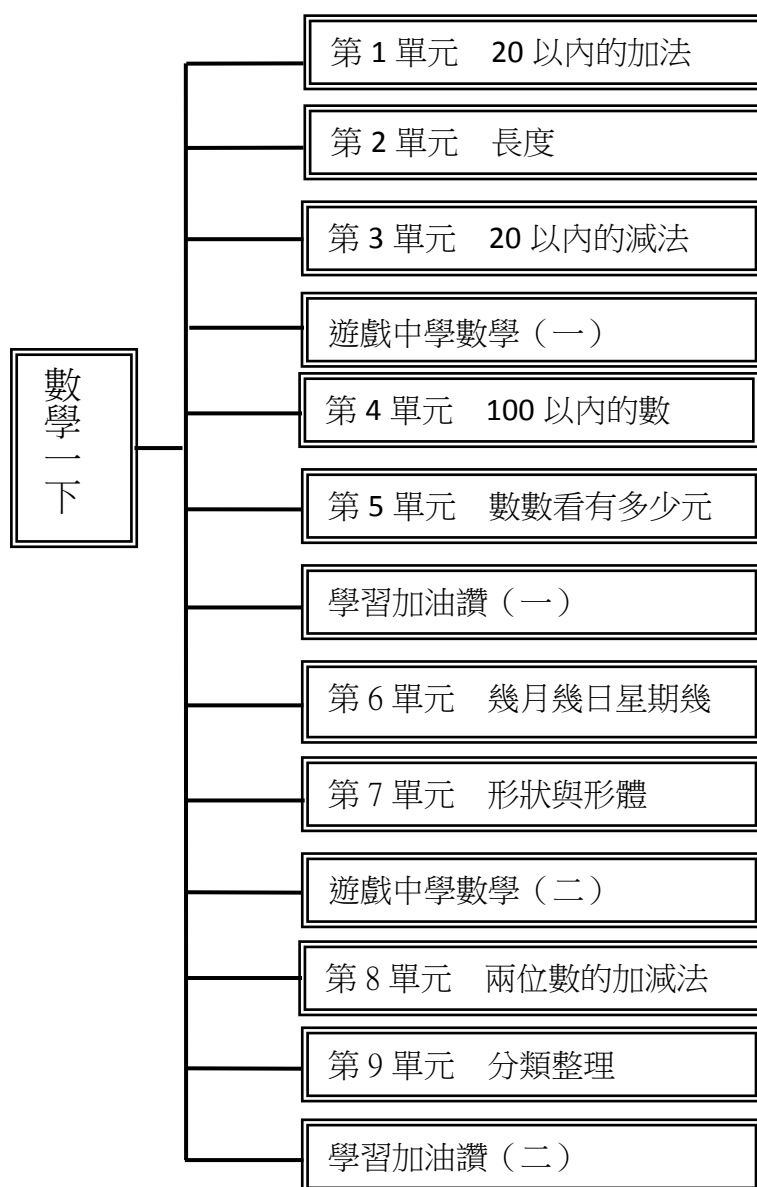 數學一下
第 1 單元　20 以內的加法
第 2 單元　長度
第 3 單元　20 以內的減法
遊戲中學數學（一）
第 4 單元　100 以內的數
第 5 單元　數數看有多少元
學習加油讚（一）
第 6 單元　幾月幾日星期幾
第 7 單元　形狀與形體
遊戲中學數學（二）
第 8 單元　兩位數的加減法
第 9 單元　分類整理
學習加油讚（二）